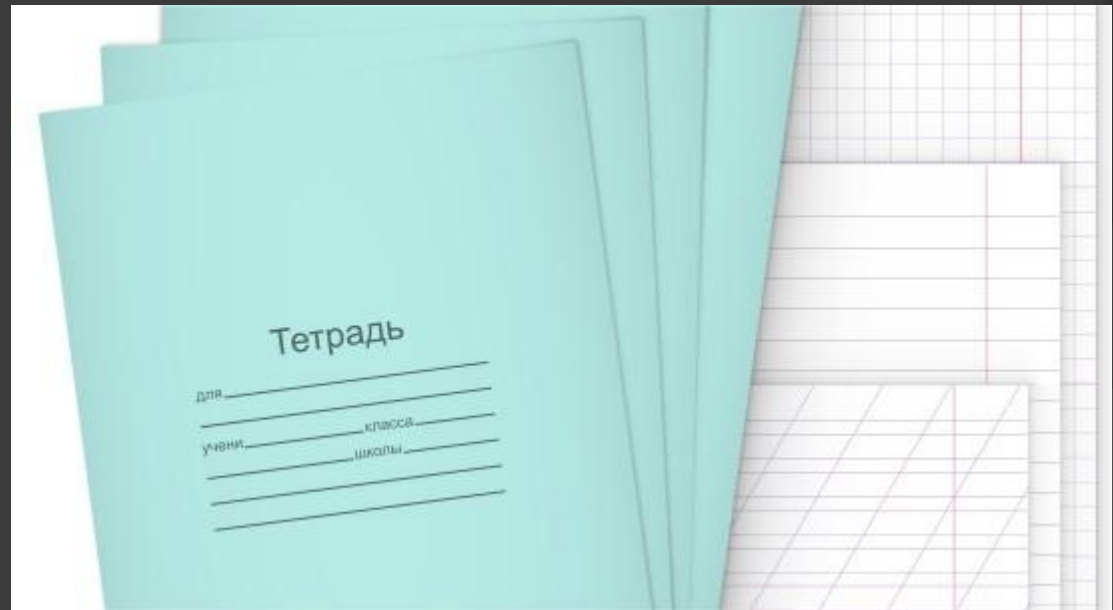 Тетрадь
для
учени класса
школы